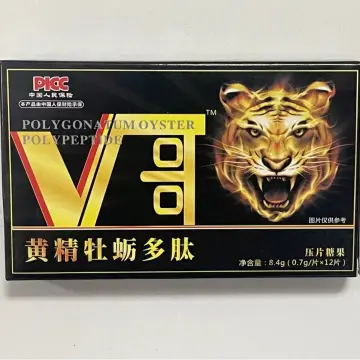 PICC
中国人民保险
本产品由中国人保财险承保
POLYGONATUM OYSTER
POLYPEPTIDE
V哥
TM
图片仅供参考
黄精牡蛎多肽
压片糖果
净含量：8.4g（0.7g/片×12片）